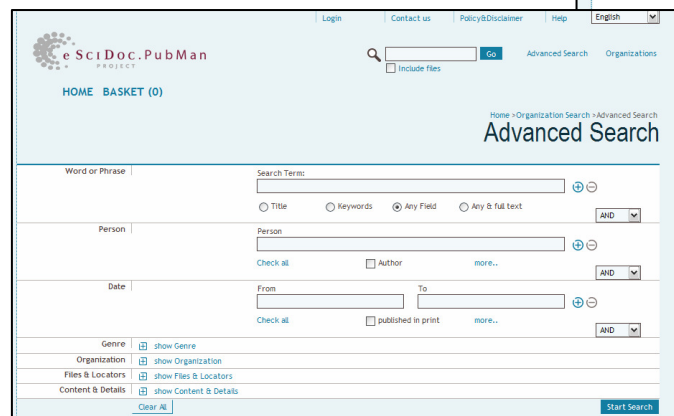 Login Contact us Policy&Disclaimer Help English
eSciDoc.PubMan
PROJECT
Go Advanced Search Organizations
Include files
HOME BASKET (0)
Home >Organization Search >Advanced Search
Advanced Search
Word or Phrase Search Term:
Title Keywords Any Field Any & full text
AND
Person Person
Check all Author more..
AND
Date From To
Check all published in print more..
AND
Genre show Genre
Organization show Organization
Files & Locators show Files & Locators
Content & Details show Content & Details
Clear All Start Search